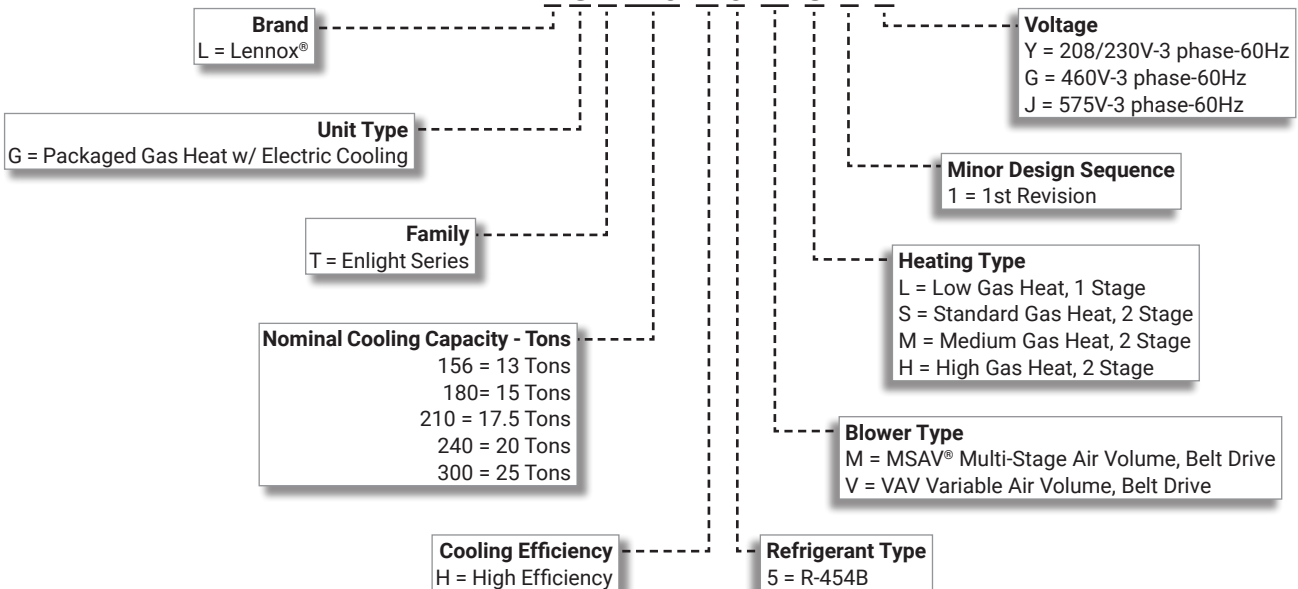 Brand
L = Lennox®
Voltage
Y = 208/230V-3 phase-60Hz
G = 460V-3 phase-60Hz
J = 575V-3 phase-60Hz
Unit Type
G = Packaged Gas Heat w/ Electric Cooling
Minor Design Sequence
1 = 1st Revision
Family
T = Enlight Series
Heating Type
L = Low Gas Heat, 1 Stage
S = Standard Gas Heat, 2 Stage
M = Medium Gas Heat, 2 Stage
H = High Gas Heat, 2 Stage
Nominal Cooling Capacity - Tons
156 = 13 Tons
180= 15 Tons
210 = 17.5 Tons
240 = 20 Tons
300 = 25 Tons
Blower Type
M = MSAV® Multi-Stage Air Volume, Belt Drive
V = VAV Variable Air Volume, Belt Drive
Cooling Efficiency
H = High Efficiency
Refrigerant Type
5 = R-454B